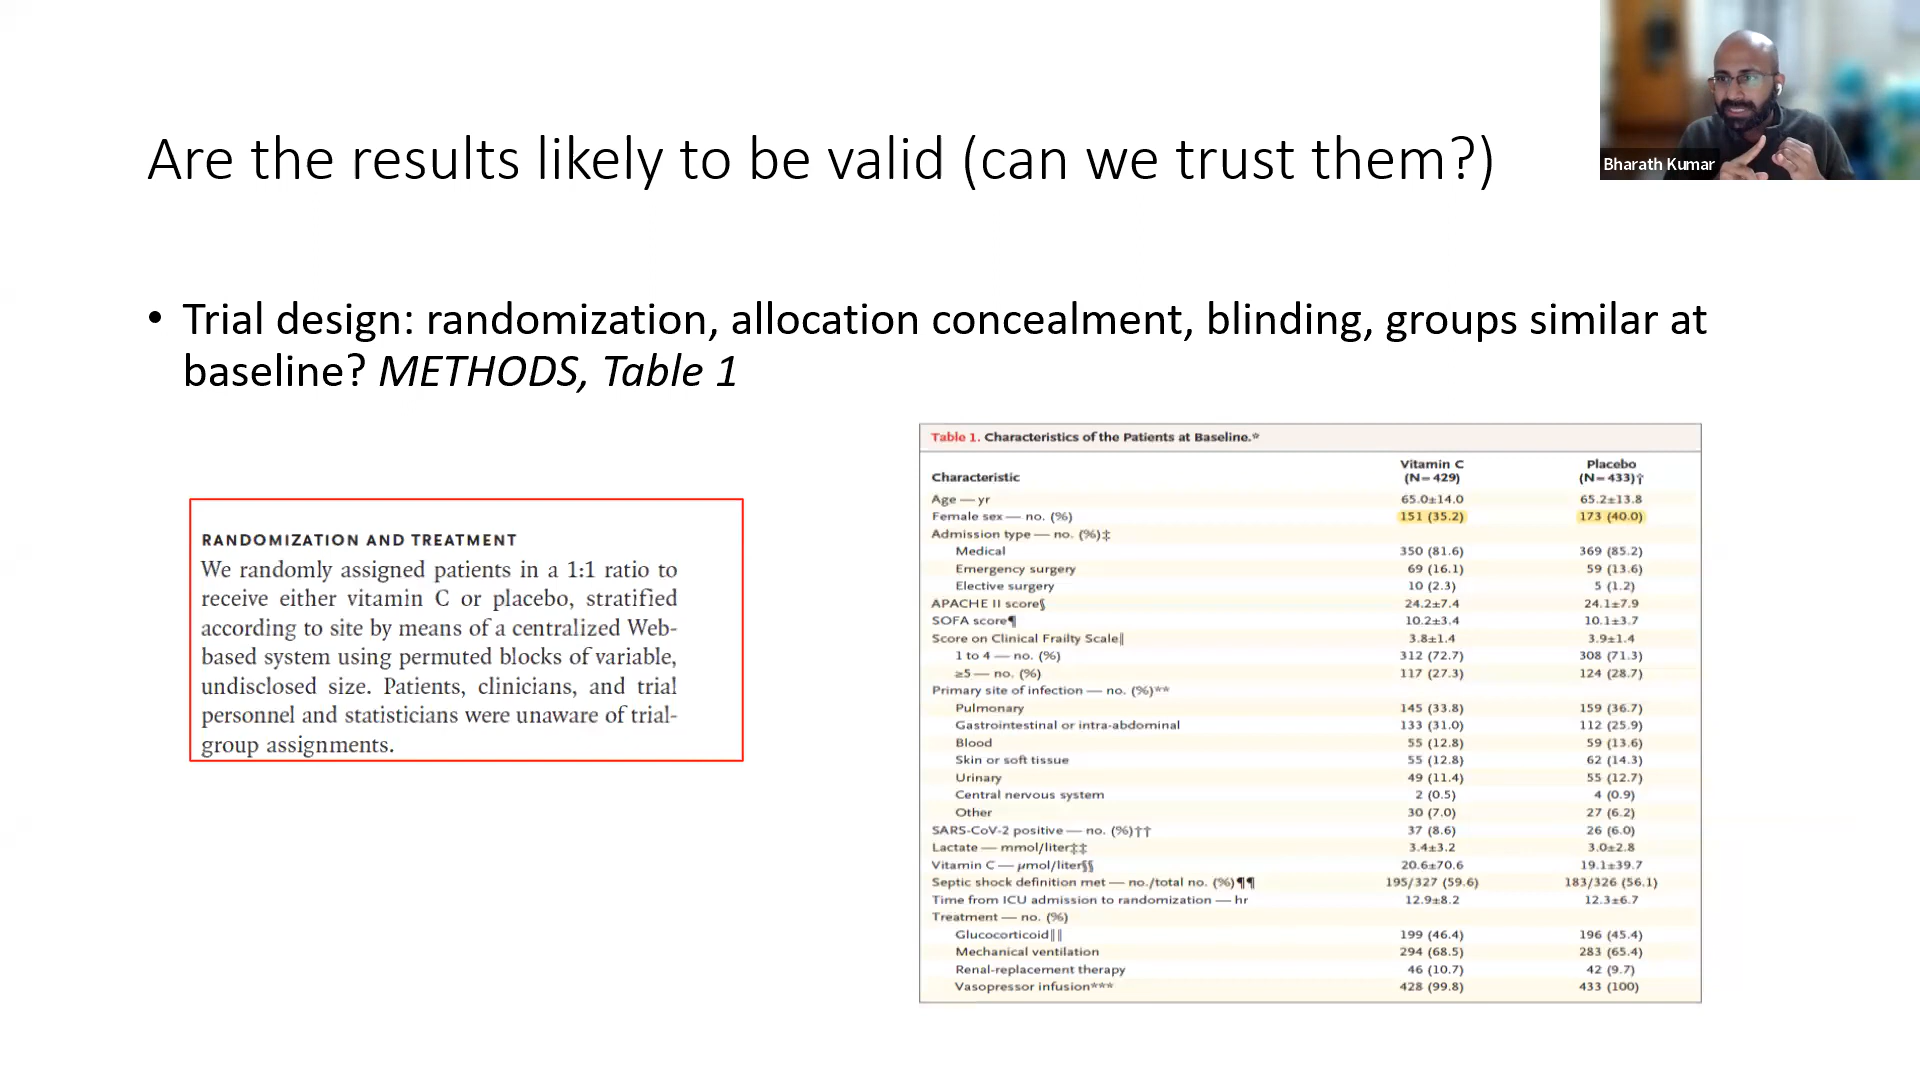 Are the results likely to be valid (can we trust them?)
Bharath Kumar
• Trial design: randomization, allocation concealment, blinding, groups similar at
baseline? METHODS, Table 1
RANDOMIZATION AND TREATMENT
We randomly assigned patients in a 1:1 ratio to
receive either vitamin C or placebo, stratified
according to site by means of a centralized Web-
based system using permuted blocks of variable,
undisclosed size. Patients, clinicians, and trial
personnel and statisticians were unaware of trial-
group assignments.
Table 1. Characteristics of the Patients at Baseline.*
Characteristic Vitamin C (N=429) Placebo (N=433)†
Age — yr 65.0±14.0 65.2±13.8
Female sex — no. (%) 151 (35.2) 173 (40.0)
Admission type — no. (%)‡
Medical 350 (81.6) 369 (85.2)
Emergency surgery 69 (16.1) 59 (13.6)
Elective surgery 10 (2.3) 5 (1.2)
APACHE II score§ 24.2±7.4 24.1±7.9
SOFA score¶ 10.2±3.4 10.1±3.7
Score on Clinical Frailty Scale‖ 3.8±1.4 3.9±1.4
1 to 4 — no. (%) 312 (72.7) 308 (71.3)
≥5 — no. (%) 117 (27.3) 124 (28.7)
Primary site of infection — no. (%)**
Pulmonary 145 (33.8) 159 (36.7)
Gastrointestinal or intra-abdominal 133 (31.0) 112 (25.9)
Blood 55 (12.8) 59 (13.6)
Skin or soft tissue 55 (12.8) 62 (14.3)
Urinary 49 (11.4) 55 (12.7)
Central nervous system 2 (0.5) 4 (0.9)
Other 30 (7.0) 27 (6.2)
SARS-CoV-2 positive — no. (%)†† 37 (8.6) 26 (6.0)
Lactate — mmol/liter‡‡ 3.4±3.2 3.0±2.8
Vitamin C — μmol/liter§§ 20.6±70.6 19.1±39.7
Septic shock definition met — no./total no. (%)¶¶ 195/327 (59.6) 183/326 (56.1)
Time from ICU admission to randomization — hr 12.9±8.2 12.3±6.7
Treatment — no. (%)
Glucocorticoid‖‖ 199 (46.4) 196 (45.4)
Mechanical ventilation 294 (68.5) 283 (65.4)
Renal-replacement therapy 46 (10.7) 42 (9.7)
Vasopressor infusion*** 428 (99.8) 433 (100)